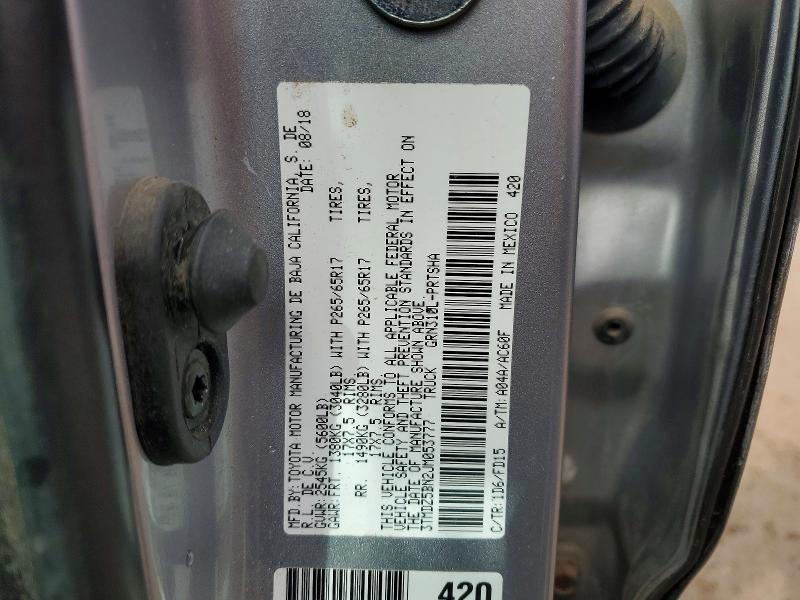 MFD.BY:TOYOTA MOTOR MANUFACTURING DE BAJA CALIFORNIA, S. DE
R.L. DE C.V. DATE: 08/18
GVWR:2545KG (5600LB)
GAWR:FRT. 1380KG (3040LB) WITH P265/65R17 TIRES,
17X7.5 RIMS
RR. 1490KG (3280LB) WITH P265/65R17 TIRES,
17X7.5 RIMS
THIS VEHICLE CONFORMS TO ALL APPLICABLE FEDERAL MOTOR
VEHICLE SAFETY AND THEFT PREVENTION STANDARDS IN EFFECT ON
THE DATE OF MANUFACTURE SHOWN ABOVE.
3TMDZ5BN2JM053777 TRUCK GRN310L-PRTSHA
C/TR:1D6/FD15 A/TM:A04A/AC60F MADE IN MEXICO 420
420